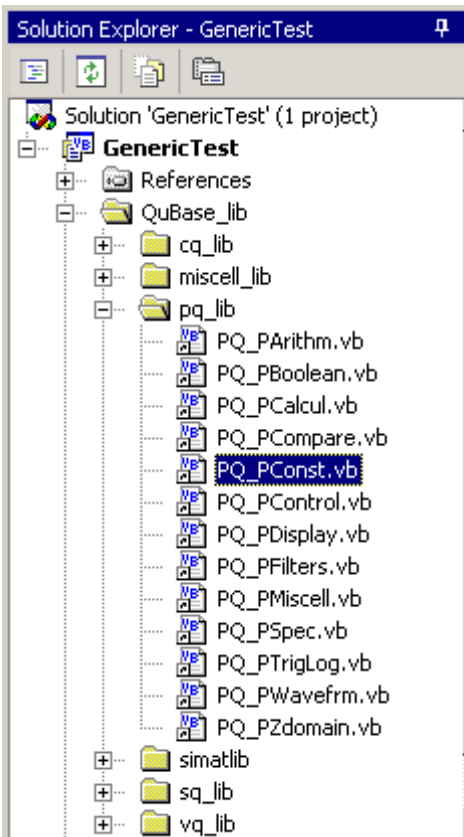 Solution Explorer - GenericTest
Solution 'GenericTest' (1 project)
GenericTest
References
QuBase_lib
cq_lib
miscell_lib
pq_lib
PQ_PArithm.vb
PQ_PBoolean.vb
PQ_PCalcul.vb
PQ_PCompare.vb
PQ_PConst.vb
PQ_PControl.vb
PQ_PDisplay.vb
PQ_PFilters.vb
PQ_PMiscell.vb
PQ_PSpec.vb
PQ_PTrigLog.vb
PQ_PWavefrm.vb
PQ_PZdomain.vb
simatlib
sq_lib
vq_lib